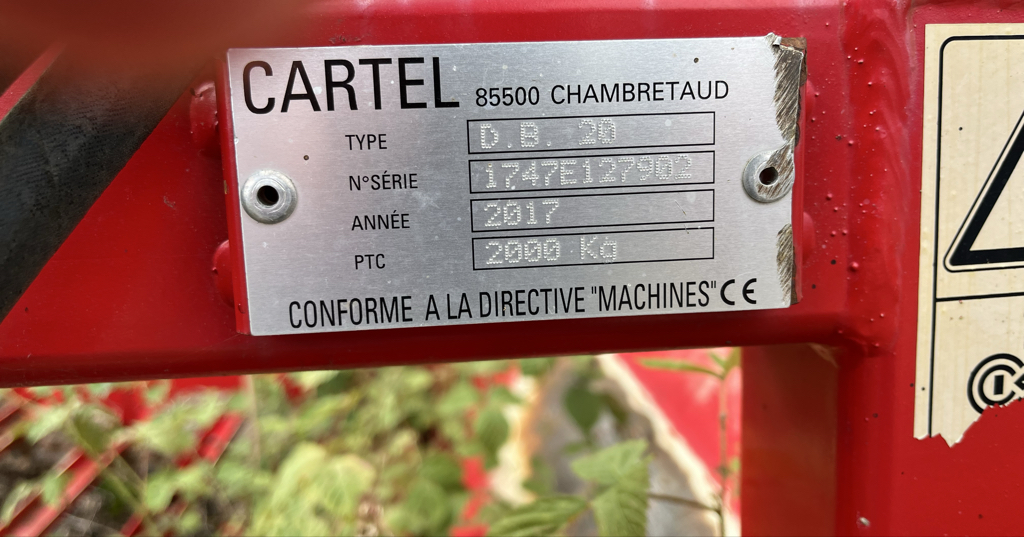 CARTEL 85500 CHAMBRETAUD
TYPE D.B. 20
N°SÉRIE 1747E127902
ANNÉE 2017
PTC 2000 Kg
CONFORME A LA DIRECTIVE "MACHINES" CE